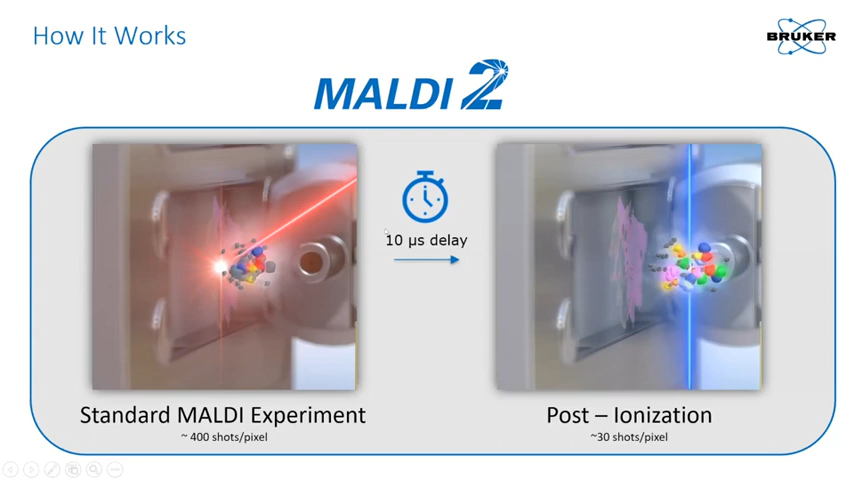 How It Works
BRUKER
MALDI 2
10 µs delay
Standard MALDI Experiment
~ 400 shots/pixel
Post – Ionization
~30 shots/pixel